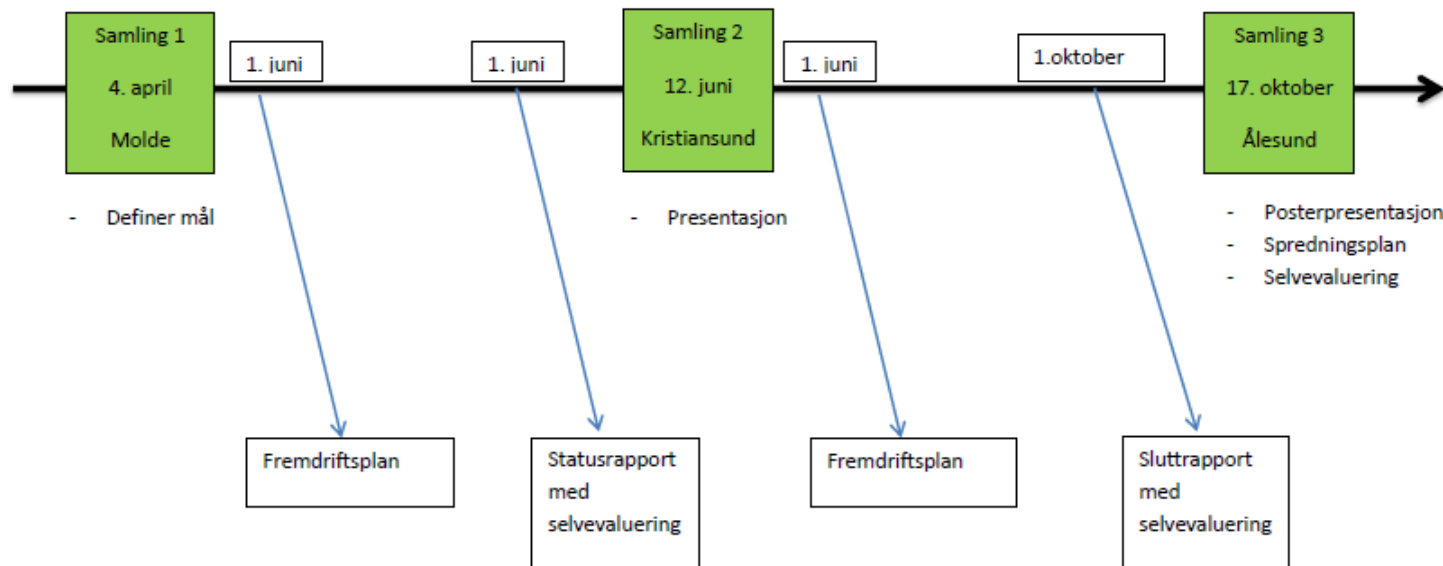 Samling 1
4. april
Molde
1. juni
1. juni
Samling 2
12. juni
Kristiansund
1. juni
1.oktober
Samling 3
17. oktober
Ålesund
- Definer mål
- Presentasjon
- Posterpresentasjon
- Spredningsplan
- Selvevaluering
Fremdriftsplan
Statusrapport
med
selvevaluering
Fremdriftsplan
Sluttrapport
med
selvevaluering